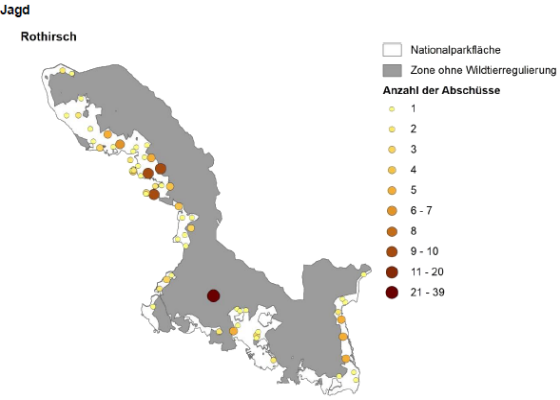 Jagd
Rothirsch
Nationalparkfläche
Zone ohne Wildtierregulierung
Anzahl der Abschüsse
1
2
3
4
5
6 - 7
8
9 - 10
11 - 20
21 - 39